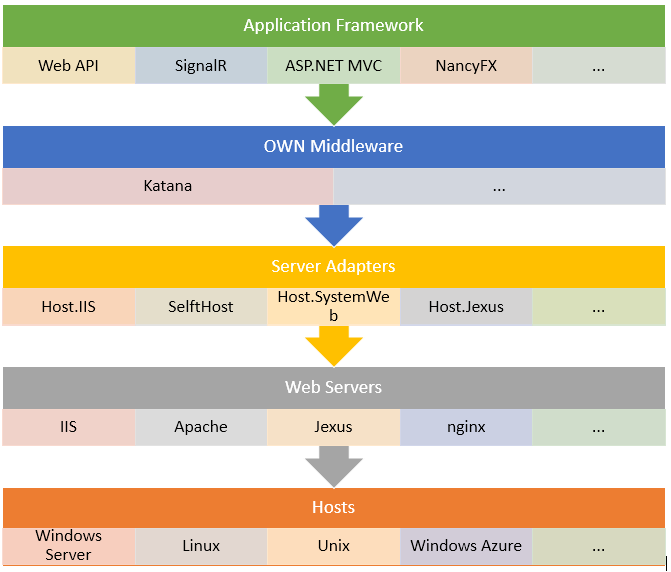 Application Framework
Web API SignalR ASP.NET MVC NancyFX ...
OWN Middleware
Katana ...
Server Adapters
Host.IIS SelftHost Host.SystemWe
b Host.Jexus ...
Web Servers
IIS Apache Jexus nginx ...
Hosts
Windows
Server Linux Unix Windows Azure ...